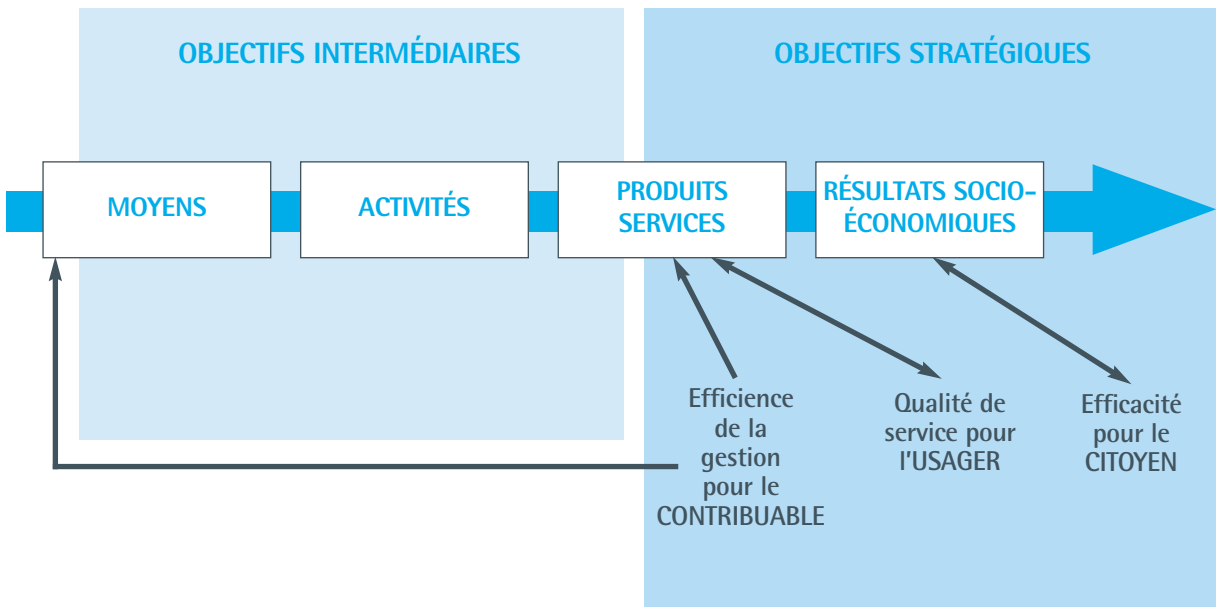 OBJECTIFS INTERMÉDIAIRES
OBJECTIFS STRATÉGIQUES
MOYENS
ACTIVITÉS
PRODUITS
SERVICES
RÉSULTATS SOCIO-
ÉCONOMIQUES
Efficience
de la
gestion
pour le
CONTRIBUABLE
Qualité de
service pour
l'USAGER
Efficacité
pour le
CITOYEN